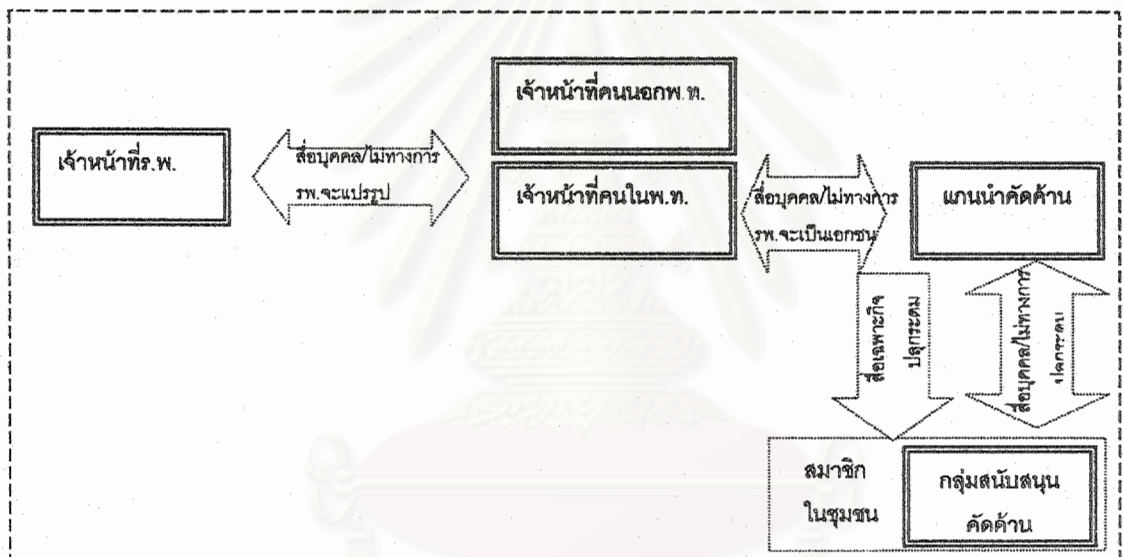 เจ้าหน้าที่คนนอกพ.ท.
เจ้าหน้าที่ร.พ.
สื่อบุคคล/ไม่ทางการ
รพ.จะแปรรูป
เจ้าหน้าที่คนในพ.ท.
สื่อบุคคล/ไม่ทางการ
รพ.จะเป็นเอกชน
แกนนำคัดค้าน
สื่อเฉพาะกิจ
ปลุกระดม
สื่อบุคคล/ไม่ทางการ
สมาชิก
ในชุมชน
กลุ่มสนับสนุน
คัดค้าน